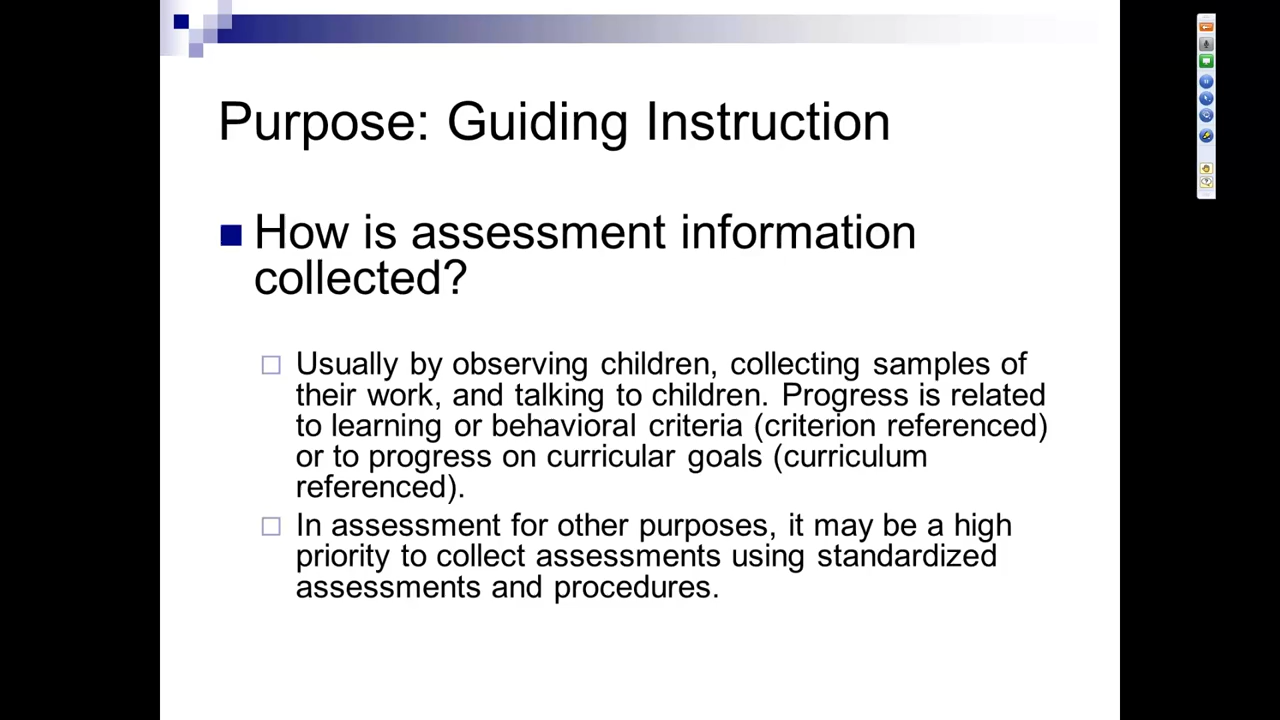 Purpose: Guiding Instruction
How is assessment information
collected?
Usually by observing children, collecting samples of
their work, and talking to children. Progress is related
to learning or behavioral criteria (criterion referenced)
or to progress on curricular goals (curriculum
referenced).
In assessment for other purposes, it may be a high
priority to collect assessments using standardized
assessments and procedures.